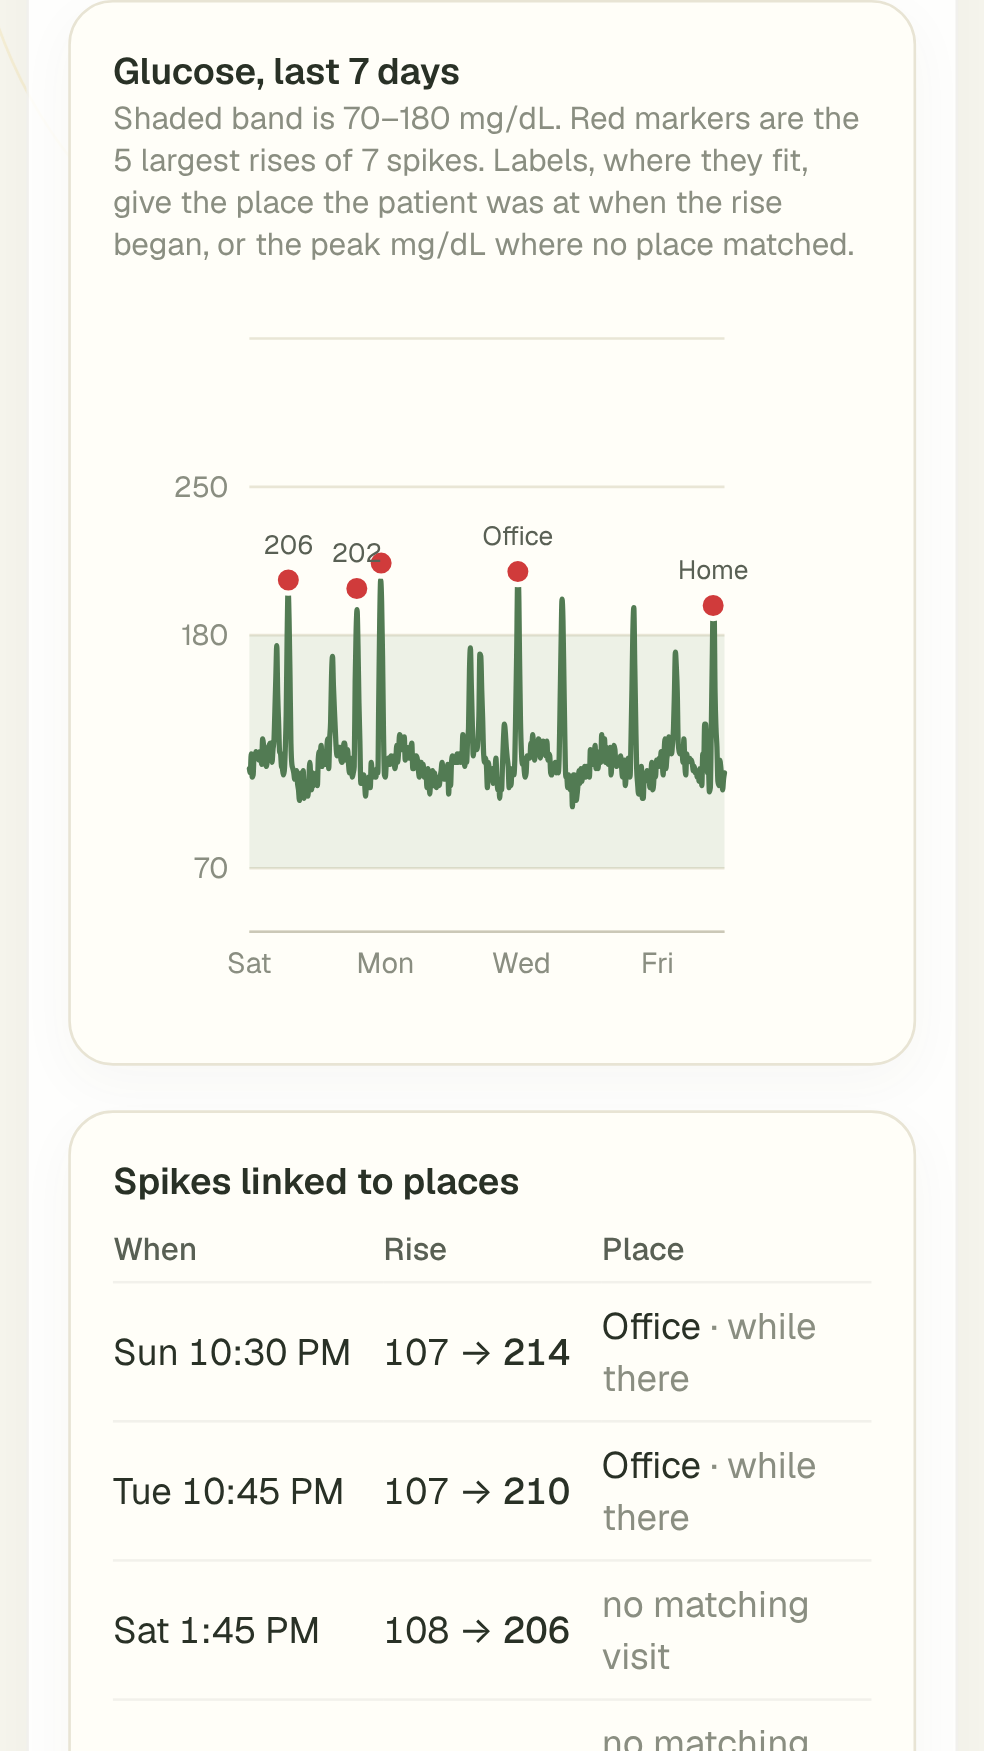 Glucose, last 7 days
Shaded band is 70–180 mg/dL. Red markers are the
5 largest rises of 7 spikes. Labels, where they fit,
give the place the patient was at when the rise
began, or the peak mg/dL where no place matched.
250
206
202
Office
Home
180
70
Sat
Mon
Wed
Fri
Spikes linked to places
When Rise Place
Sun 10:30 PM 107 → 214 Office · while
there
Tue 10:45 PM 107 → 210 Office · while
there
Sat 1:45 PM 108 → 206 no matching
visit
no matching